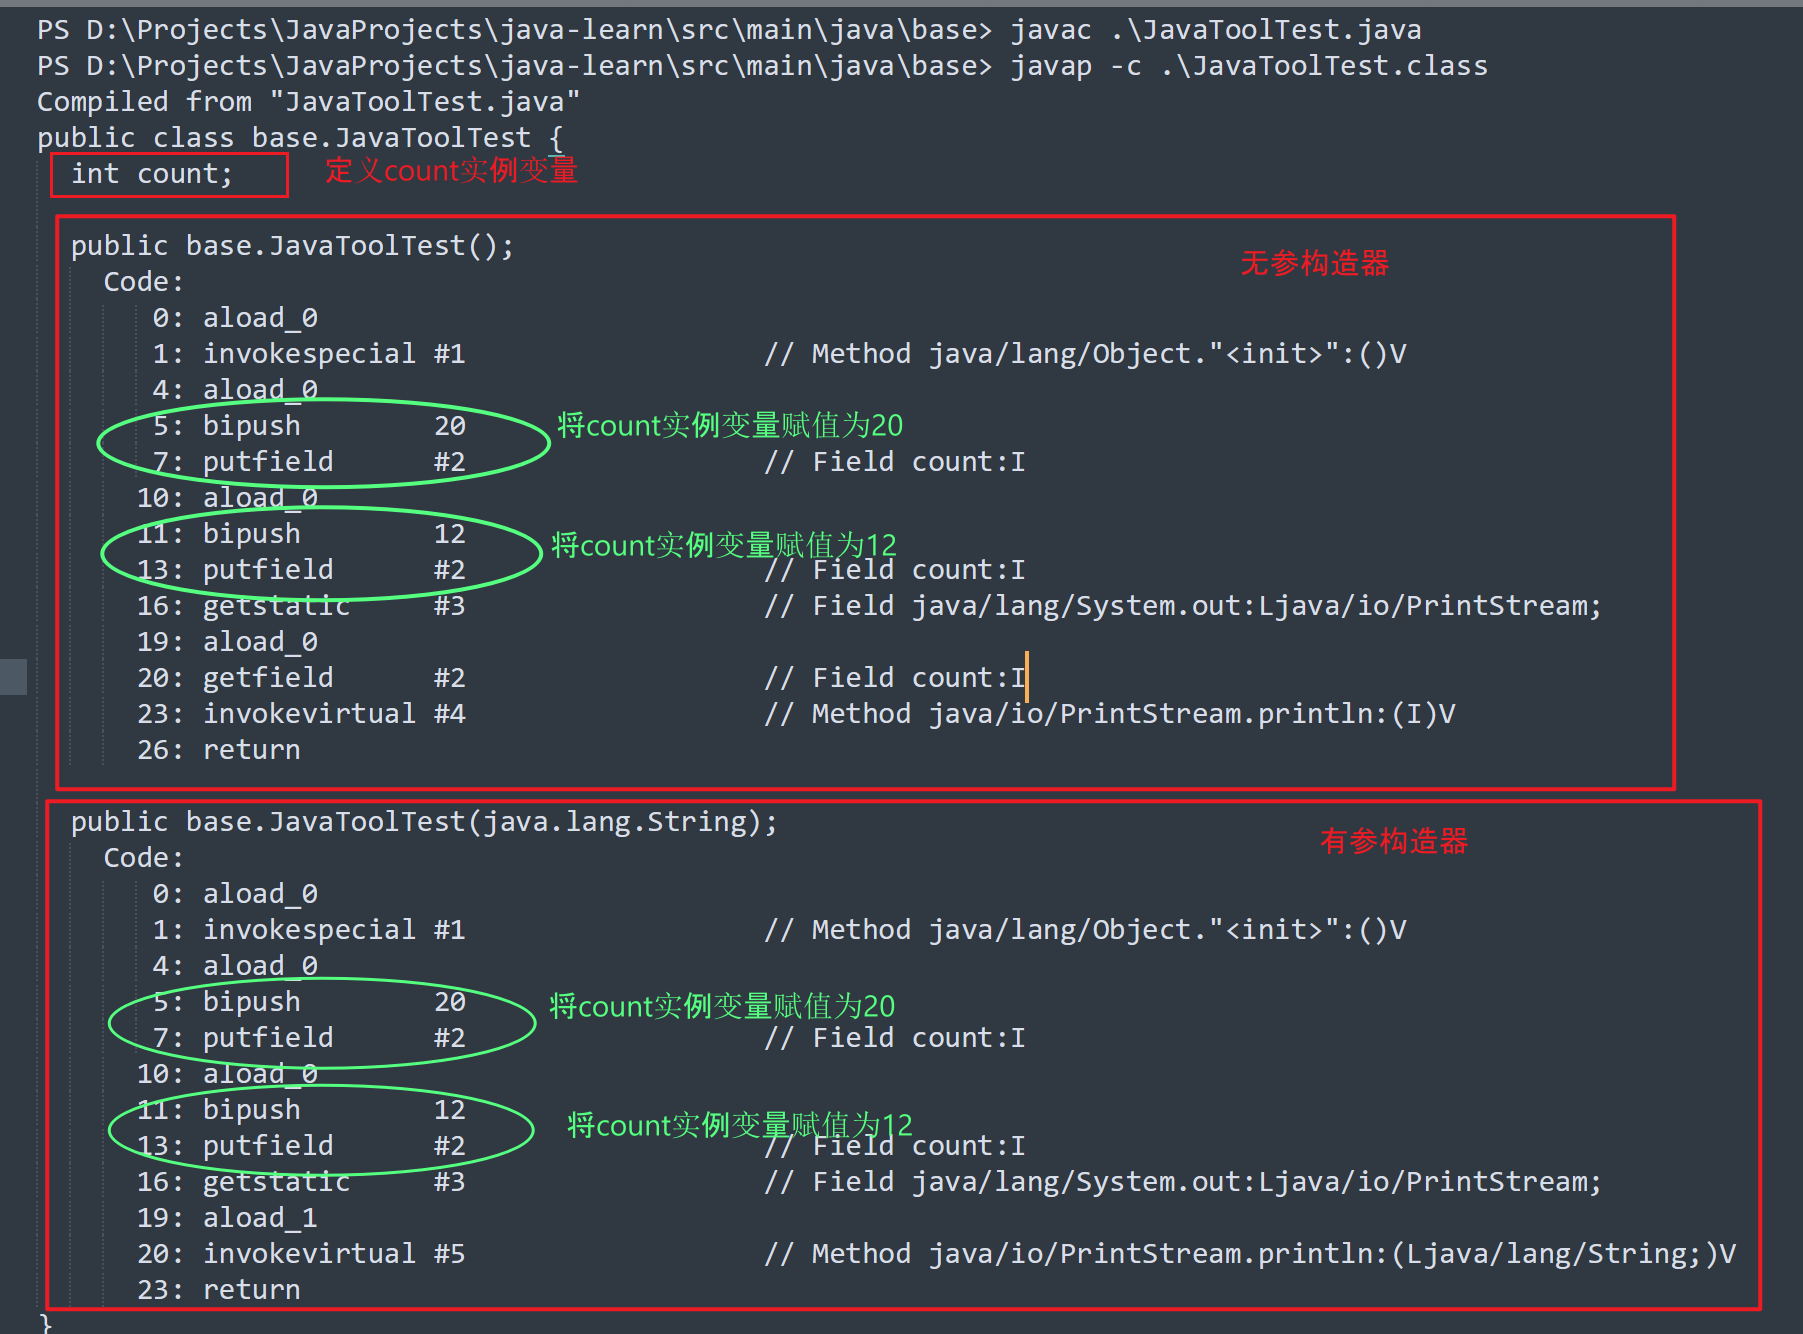 PS D:\Projects\JavaProjects\java-learn\src\main\java\base> javac .\JavaToolTest.java
PS D:\Projects\JavaProjects\java-learn\src\main\java\base> javap -c .\JavaToolTest.class
Compiled from "JavaToolTest.java"
public class base.JavaToolTest {
int count; 定义count实例变量
public base.JavaToolTest();
无参构造器
Code:
0: aload_0
1: invokespecial #1 // Method java/lang/Object."<init>":()V
4: aload_0
5: bipush 20 将count实例变量赋值为20
7: putfield #2 // Field count:I
10: aload_0
11: bipush 12 将count实例变量赋值为12
13: putfield #2 // Field count:I
16: getstatic #3 // Field java/lang/System.out:Ljava/io/PrintStream;
19: aload_0
20: getfield #2 // Field count:I
23: invokevirtual #4 // Method java/io/PrintStream.println:(I)V
26: return
public base.JavaToolTest(java.lang.String);
有参构造器
Code:
0: aload_0
1: invokespecial #1 // Method java/lang/Object."<init>":()V
4: aload_0
5: bipush 20 将count实例变量赋值为20
7: putfield #2 // Field count:I
10: aload_0
11: bipush 12 将count实例变量赋值为12
13: putfield #2 // Field count:I
16: getstatic #3 // Field java/lang/System.out:Ljava/io/PrintStream;
19: aload_1
20: invokevirtual #5 // Method java/io/PrintStream.println:(Ljava/lang/String;)V
23: return
}